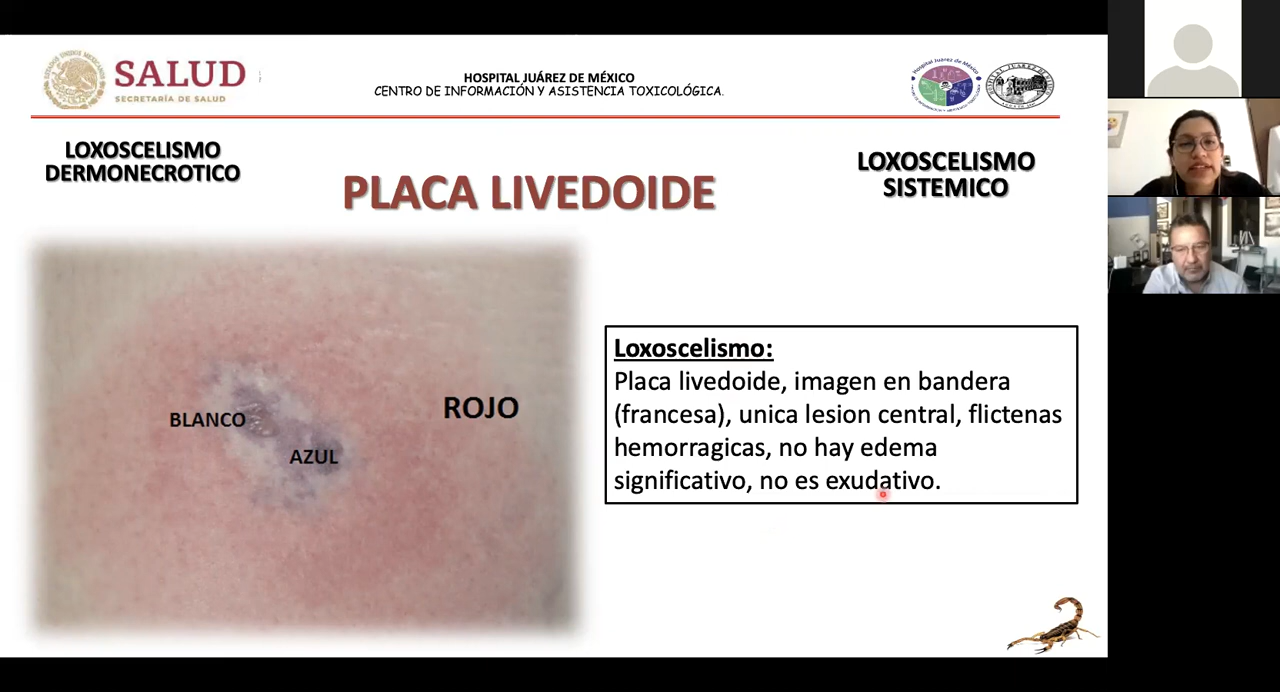 SALUD
SECRETARÍA DE SALUD
HOSPITAL JUÁREZ DE MÉXICO
CENTRO DE INFORMACIÓN Y ASISTENCIA TOXICOLÓGICA.
LOXOSCELISMO
DERMONECROTICO
PLACA LIVEDOIDE
LOXOSCELISMO
SISTEMICO
BLANCO
AZUL
ROJO
Loxoscelismo:
Placa livedoide, imagen en bandera
(francesa), unica lesion central, flictenas
hemorragicas, no hay edema
significativo, no es exudativo.